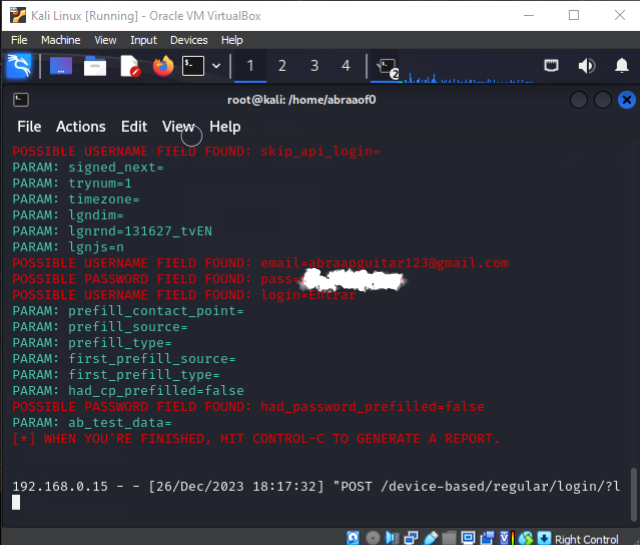 Kali Linux [Running] - Oracle VM VirtualBox
File Machine View Input Devices Help
1 2 3 4 2
root@kali: /home/abraaof0
File Actions Edit View Help
POSSIBLE USERNAME FIELD FOUND: skip_api_login=
PARAM: signed_next=
PARAM: trynum=1
PARAM: timezone=
PARAM: lgndim=
PARAM: lgnrnd=131627_tvEN
PARAM: lgnjs=n
POSSIBLE USERNAME FIELD FOUND: email=abraaoguitar123@gmail.com
POSSIBLE PASSWORD FIELD FOUND: pass=
POSSIBLE USERNAME FIELD FOUND: login=Entrar
PARAM: prefill_contact_point=
PARAM: prefill_source=
PARAM: prefill_type=
PARAM: first_prefill_source=
PARAM: first_prefill_type=
PARAM: had_cp_prefilled=false
POSSIBLE PASSWORD FIELD FOUND: had_password_prefilled=false
PARAM: ab_test_data=
[*] WHEN YOU'RE FINISHED, HIT CONTROL-C TO GENERATE A REPORT.
192.168.0.15 - - [26/Dec/2023 18:17:32] "POST /device-based/regular/login/?l
Right Control